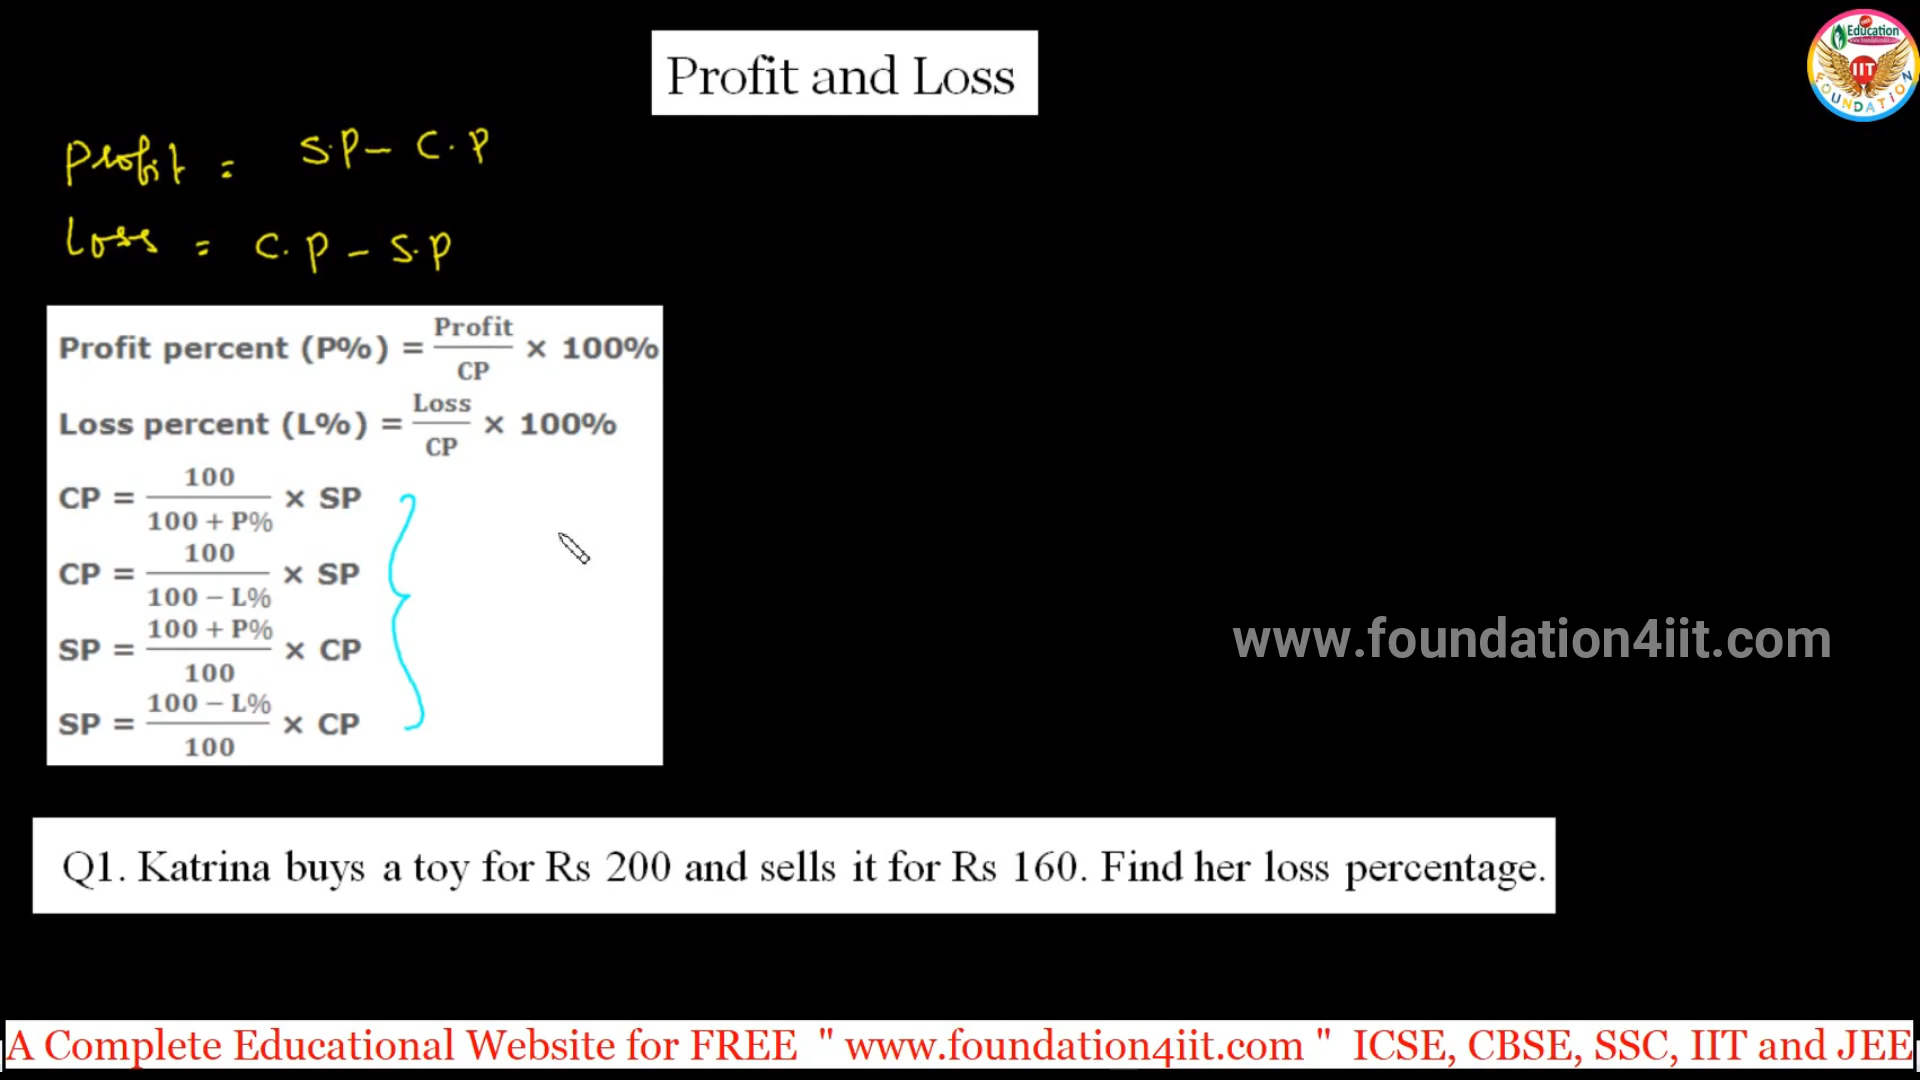 Profit and Loss
Education
IIT
FOUNDATION
Profit = S.P - C.P
Loss = C.P - S.P
Profit percent (P%) = Profit/CP × 100%
Loss percent (L%) = Loss/CP × 100%
CP = 100/(100 + P%) × SP
CP = 100/(100 - L%) × SP
SP = (100 + P%)/100 × CP
SP = (100 - L%)/100 × CP
www.foundation4iit.com
Q1. Katrina buys a toy for Rs 200 and sells it for Rs 160. Find her loss percentage.
A Complete Educational Website for FREE " www.foundation4iit.com " ICSE, CBSE, SSC, IIT and JEE